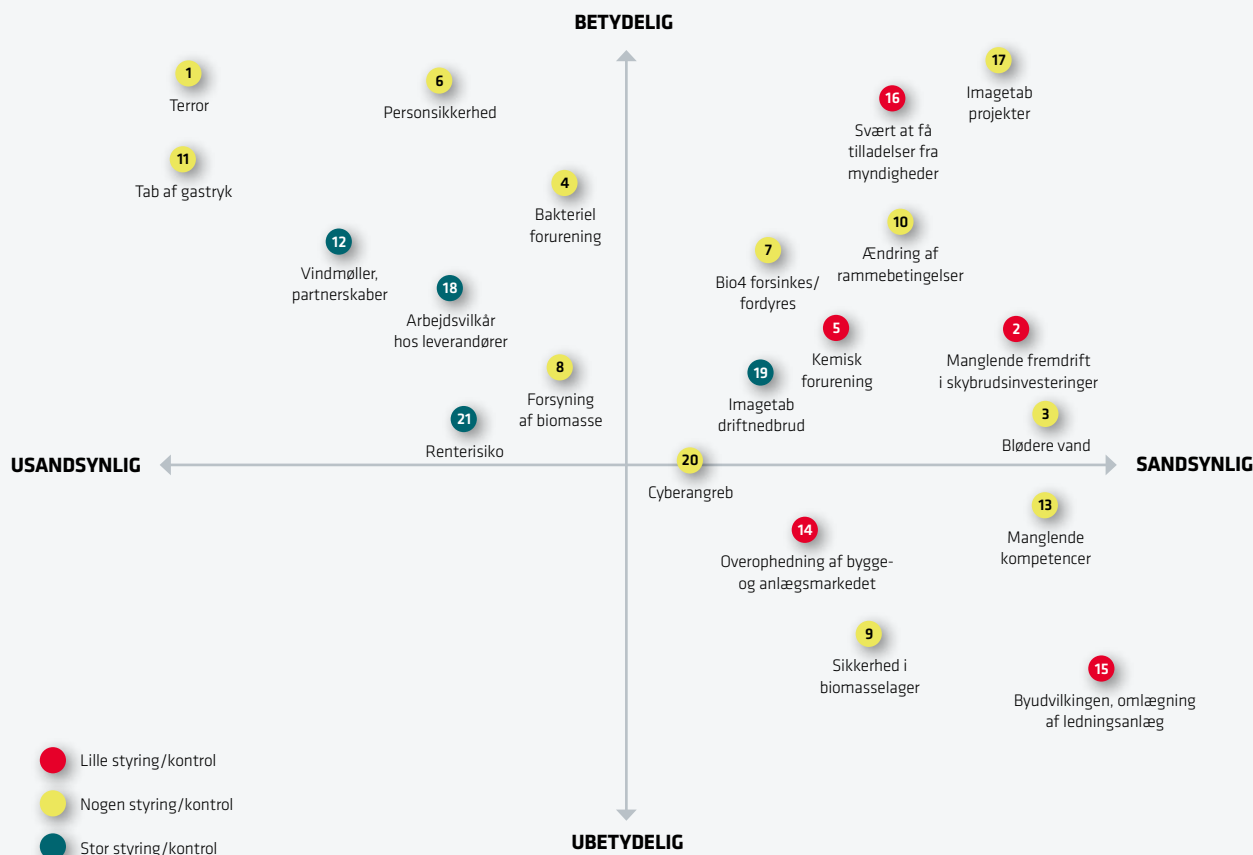 BETYDELIG
1
Terror
6
Personsikkerhed
17
Imagetab
projekter
16
Svært at få
tilladelser fra
myndigheder
11
Tab af gastryk
4
Bakteriel
forurening
10
Ændring af
rammebetingelser
12
Vindmøller,
partnerskaber
7
Bio4 forsinkes/
fordyres
18
Arbejdsvilkår
hos leverandører
5
Kemisk
forurening
2
Manglende fremdrift
i skybrudsinvesteringer
8
Forsyning
af biomasse
19
Imagetab
driftnedbrud
21
Renterisiko
3
Blødere vand
USANDSYNLIG
SANDSYNLIG
20
Cyberangreb
13
Manglende
kompetencer
14
Overophedning af bygge-
og anlægsmarkedet
9
Sikkerhed i
biomasselager
15
Byudvilkingen, omlægning
af ledningsanlæg
Lille styring/kontrol
Nogen styring/kontrol
Stor styring/kontrol
UBETYDELIG